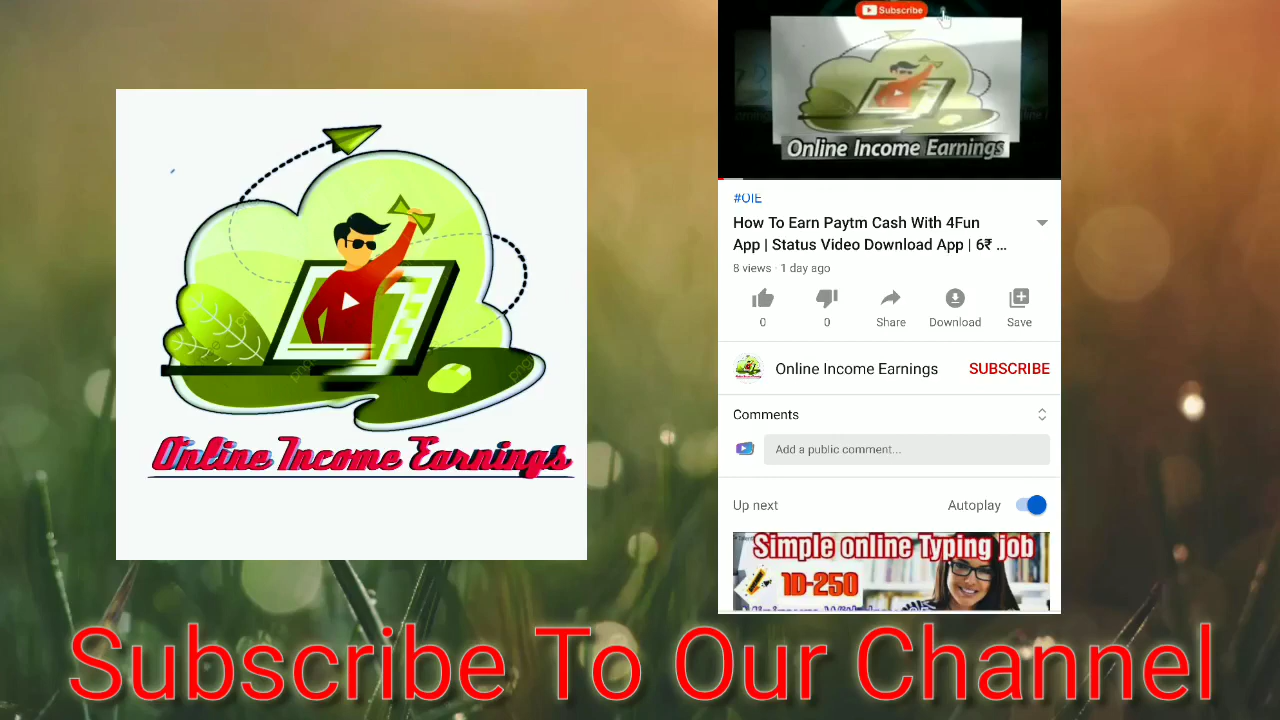 Online Income Earnings
Subscribe
Online Income Earnings
#OIE
How To Earn Paytm Cash With 4Fun
App | Status Video Download App | 6₹ ...
8 views · 1 day ago
0
0
Share
Download
Save
Online Income Earnings
SUBSCRIBE
Comments
Add a public comment...
Up next
Autoplay
Simple online Typing job
1D-250
Subscribe To Our Channel